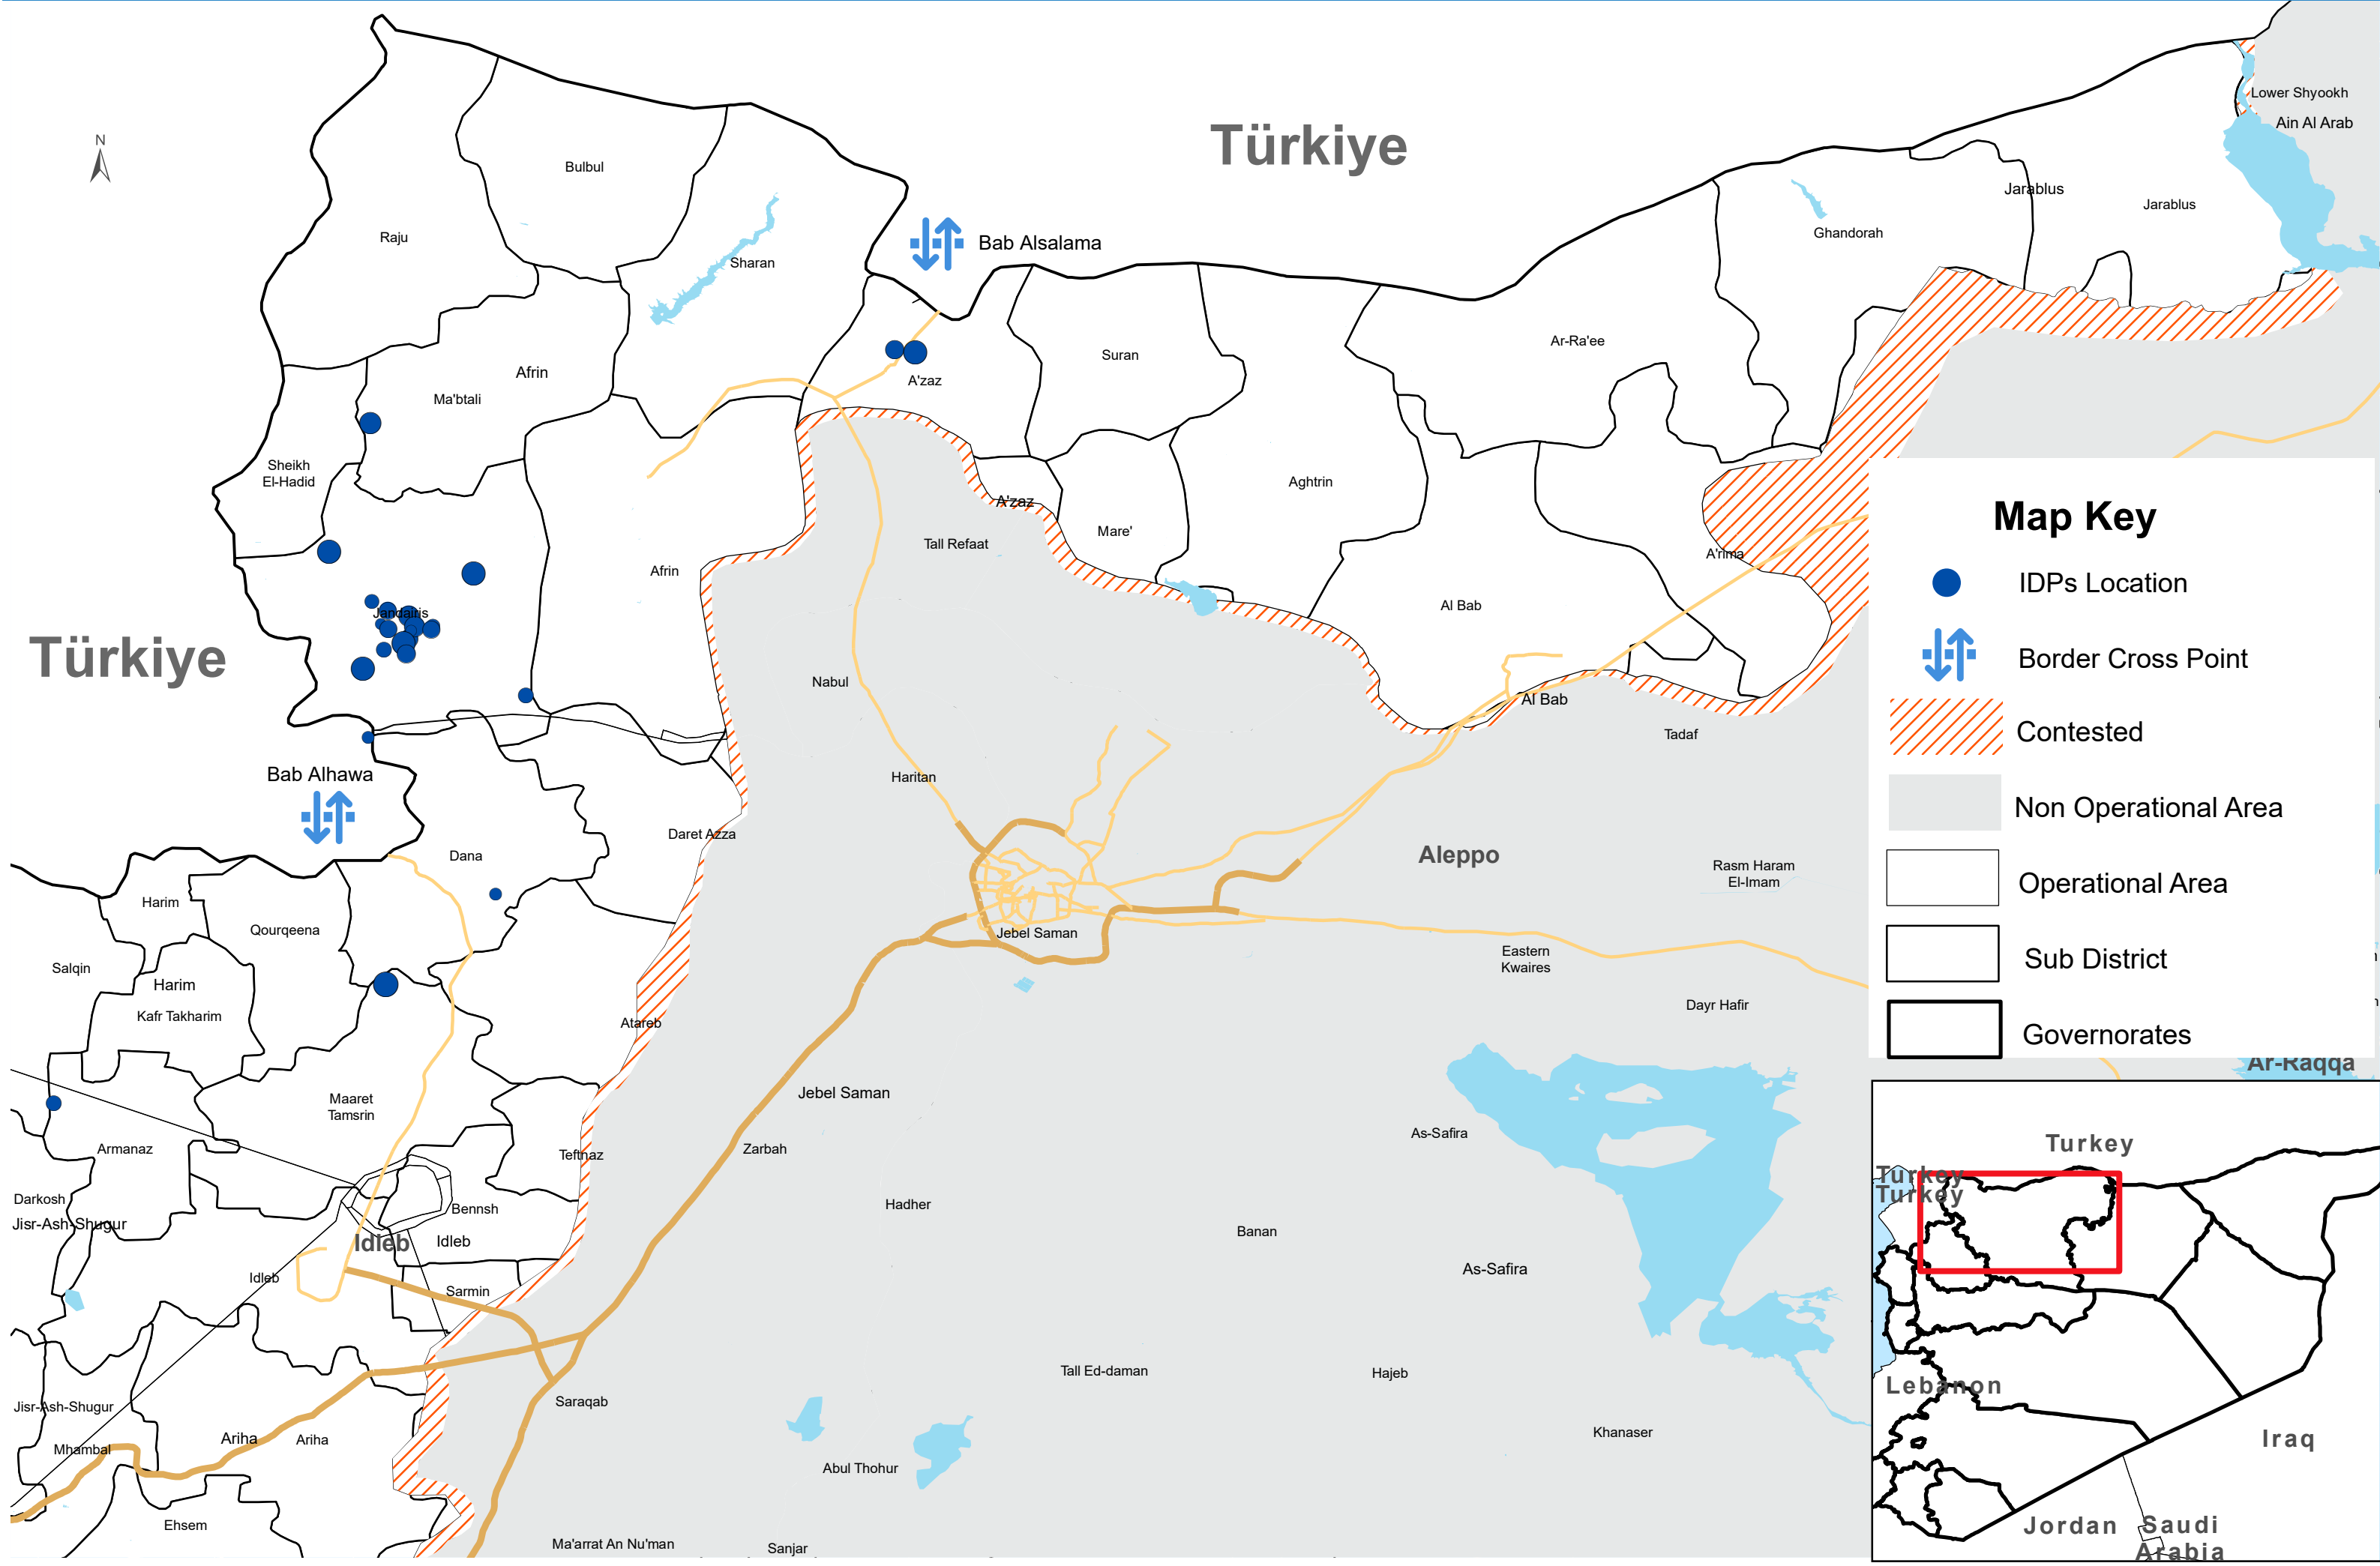 N
Türkiye
Lower Shyookh
Ain Al Arab
Bulbul
Jarablus
Jarablus
Raju
Ghandorah
Bab Alsalama
Sharan
Ar-Ra'ee
Suran
Afrin
A'zaz
Ma'btali
Sheikh
El-Hadid
Aghtrin
A'zaz
Mare'
Tall Refaat
A'rima
Afrin
Al Bab
Jandairis
Türkiye
Nabul
Al Bab
Tadaf
Bab Alhawa
Haritan
Daret Azza
Dana
Aleppo
Rasm Haram
El-Imam
Harim
Qourqeena
Jebel Saman
Eastern
Kwaires
Salqin
Harim
Kafr Takharim
Dayr Hafir
Atareb
Jebel Saman
Maaret
Tamsrin
As-Safira
Armanaz
Teftnaz
Zarbah
Darkosh
Jisr-Ash-Shugur
Bennsh
Hadher
Banan
Idleb
Idleb
Idleb
As-Safira
Sarmin
Tall Ed-daman
Hajeb
Saraqab
Jisr-Ash-Shugur
Khanaser
Mhambal
Ariha
Ariha
Abul Thohur
Ehsem
Ma'arrat An Nu'man
Sanjar
Map Key
IDPs Location
Border Cross Point
Contested
Non Operational Area
Operational Area
Sub District
Governorates
Ar-Raqqa
Turkey
Turkey
Turkey
Lebanon
Iraq
Jordan
Saudi
Arabia